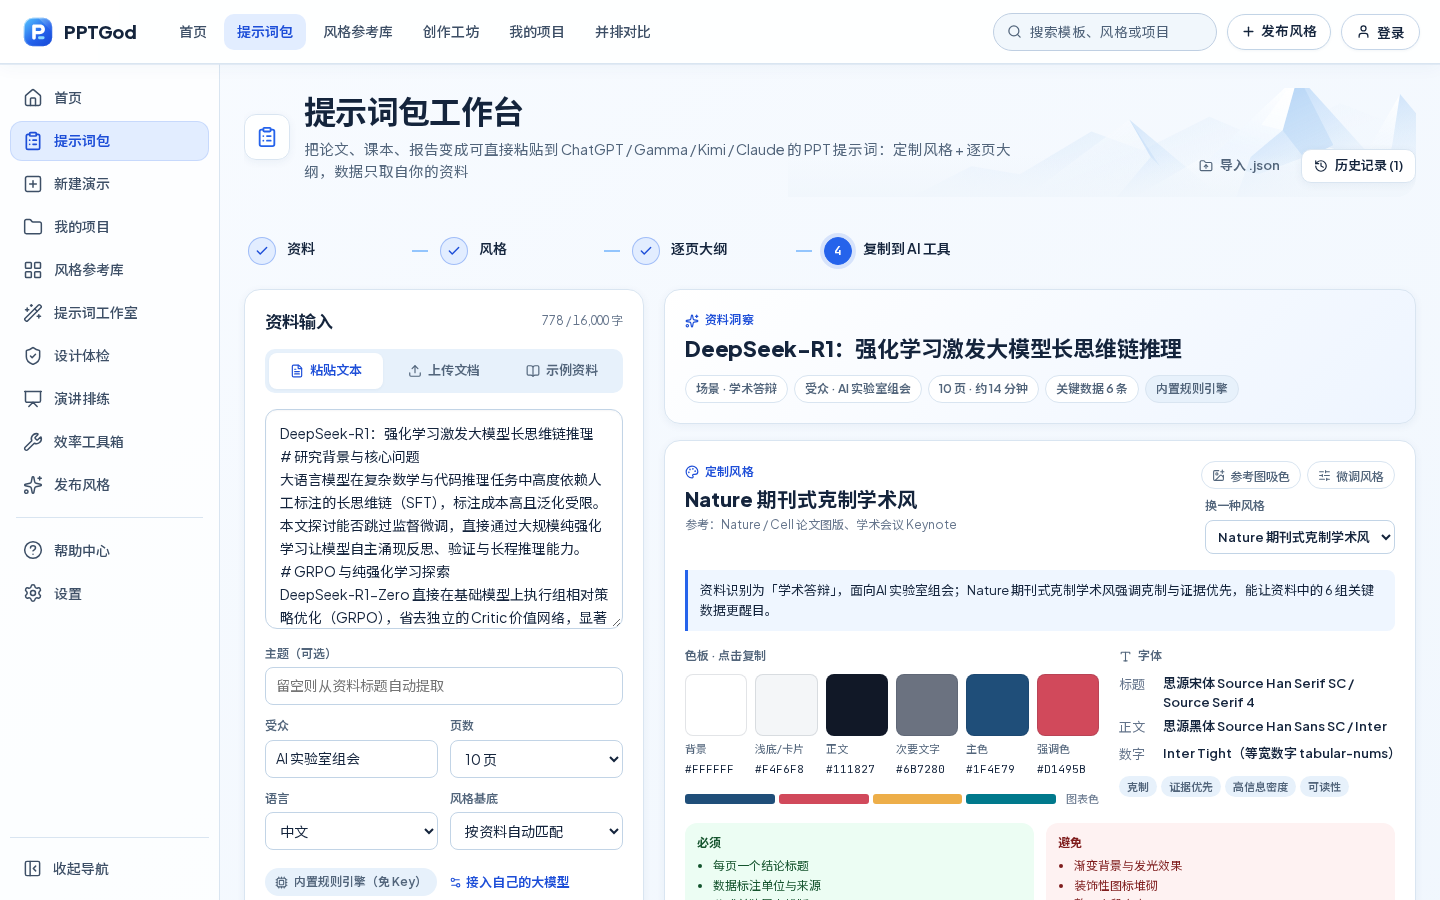 PPTGod
首页
提示词包
风格参考库
创作工坊
我的项目
并排对比
搜索模板、风格或项目
发布风格
登录
首页
提示词包
新建演示
我的项目
风格参考库
提示词工作室
设计体检
演讲排练
效率工具箱
发布风格
帮助中心
设置
收起导航
提示词包工作台
把论文、课本、报告变成可直接粘贴到 ChatGPT / Gamma / Kimi / Claude 的 PPT 提示词：定制风格 + 逐页大
纲，数据只取自你的资料
导入 .json
历史记录 (1)
资料
风格
逐页大纲
4
复制到 AI 工具
资料输入
778 / 16,000 字
粘贴文本
上传文档
示例资料
DeepSeek-R1：强化学习激发大模型长思维链推理
# 研究背景与核心问题
大语言模型在复杂数学与代码推理任务中高度依赖人
工标注的长思维链（SFT），标注成本高且泛化受限。
本文探讨能否跳过监督微调，直接通过大规模纯强化
学习让模型自主涌现反思、验证与长程推理能力。
# GRPO 与纯强化学习探索
DeepSeek-R1-Zero 直接在基础模型上执行组相对策
略优化（GRPO），省去独立的 Critic 价值网络，显著
主题（可选）
留空则从资料标题自动提取
受众
页数
AI 实验室组会
10 页
语言
风格基底
中文
按资料自动匹配
内置规则引擎（免 Key）
接入自己的大模型
资料洞察
DeepSeek-R1：强化学习激发大模型长思维链推理
场景 · 学术答辩
受众 · AI 实验室组会
10 页 · 约 14 分钟
关键数据 6 条
内置规则引擎
定制风格
Nature 期刊式克制学术风
参考：Nature / Cell 论文图版、学术会议 Keynote
参考图吸色
微调风格
换一种风格
Nature 期刊式克制学术风
资料识别为「学术答辩」，面向AI 实验室组会；Nature 期刊式克制学术风强调克制与证据优先，能让资料中的 6 组关键
数据更醒目。
色板 · 点击复制
背景
浅底/卡片
正文
次要文字
主色
强调色
#FFFFFF
#F4F6F8
#111827
#6B7280
#1F4E79
#D1495B
图表色
字体
标题
思源宋体 Source Han Serif SC /
Source Serif 4
正文
思源黑体 Source Han Sans SC / Inter
数字
Inter Tight（等宽数字 tabular-nums）
克制
证据优先
高信息密度
可读性
必须
每页一个结论标题
数据标注单位与来源
避免
渐变背景与发光效果
装饰性图标堆砌